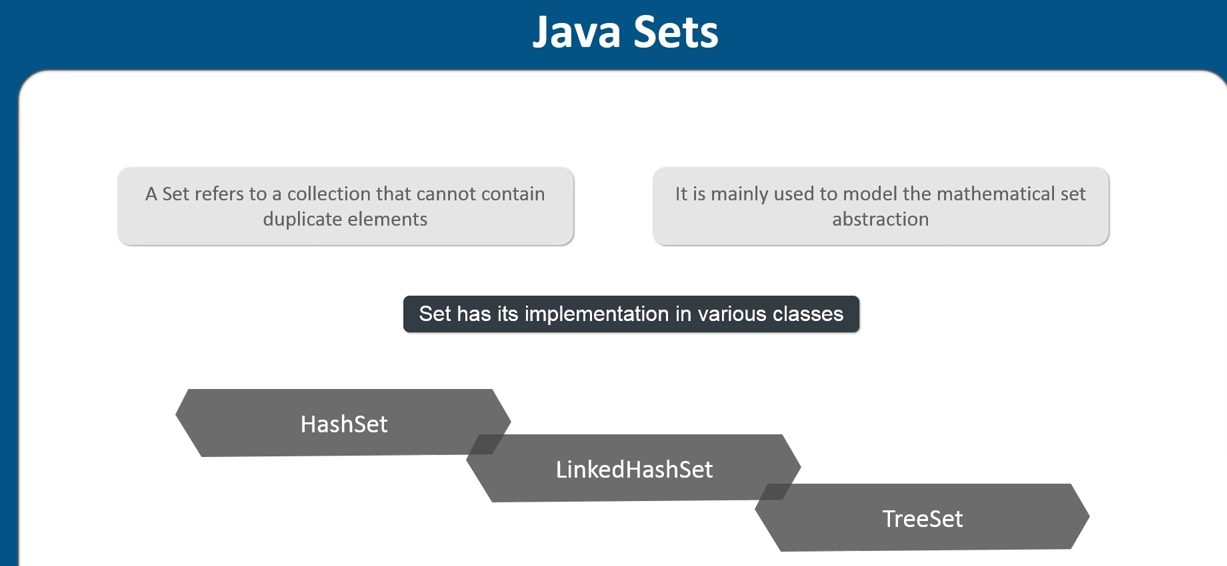 Java Sets
A Set refers to a collection that cannot contain
duplicate elements
It is mainly used to model the mathematical set
abstraction
Set has its implementation in various classes
HashSet
LinkedHashSet
TreeSet